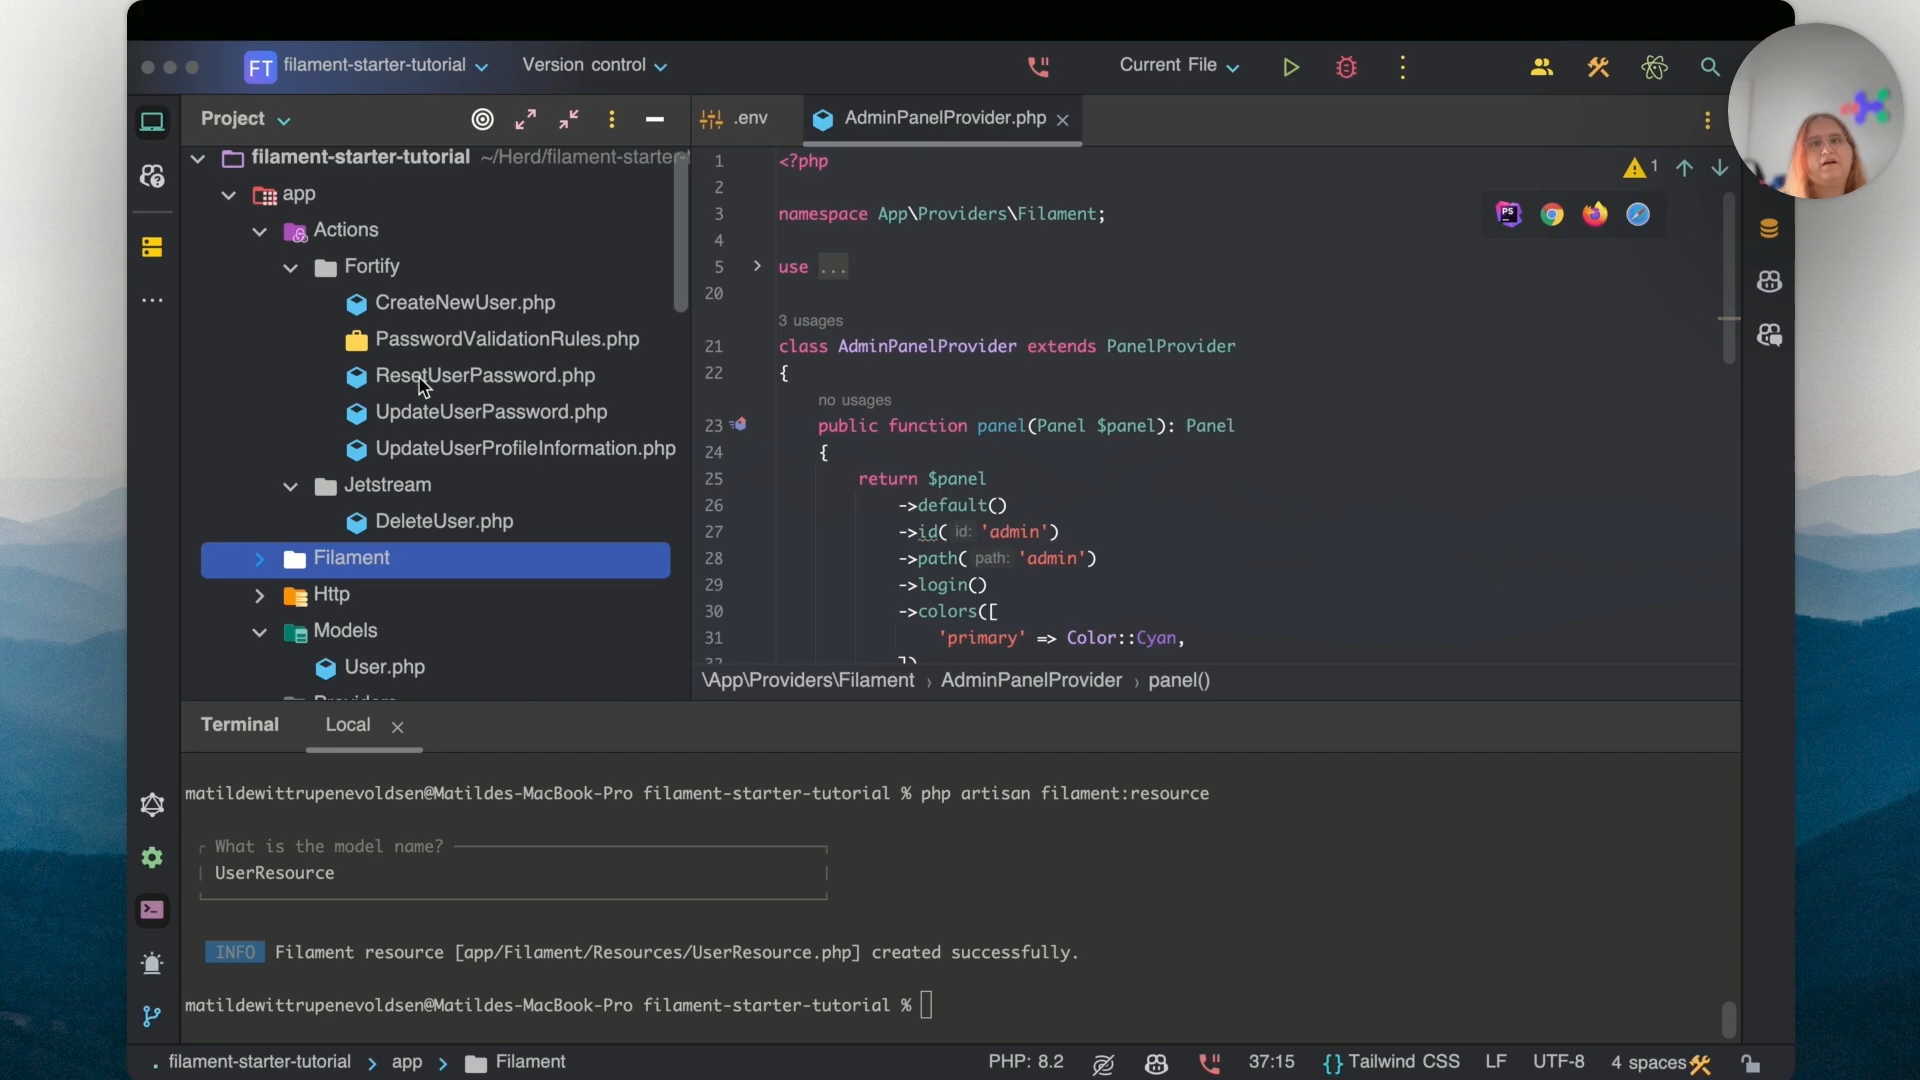 FT filament-starter-tutorial Version control Current File
Project
.env AdminPanelProvider.php
filament-starter-tutorial ~/Herd/filament-starter-t
app
Actions
Fortify
CreateNewUser.php
PasswordValidationRules.php
ResetUserPassword.php
UpdateUserPassword.php
UpdateUserProfileInformation.php
Jetstream
DeleteUser.php
Filament
Http
Models
User.php
1 <?php
2
3 namespace App\Providers\Filament;
4
5 use ...
20
3 usages
21 class AdminPanelProvider extends PanelProvider
22 {
no usages
23 public function panel(Panel $panel): Panel
24 {
25 return $panel
26 ->default()
27 ->id( id: 'admin')
28 ->path( path: 'admin')
29 ->login()
30 ->colors([
31 'primary' => Color::Cyan,
32 ])
1
PS
\App\Providers\Filament › AdminPanelProvider › panel()
Terminal Local
matildewittrupenevoldsen@Matildes-MacBook-Pro filament-starter-tutorial % php artisan filament:resource
What is the model name?
UserResource
INFO Filament resource [app/Filament/Resources/UserResource.php] created successfully.
matildewittrupenevoldsen@Matildes-MacBook-Pro filament-starter-tutorial %
filament-starter-tutorial › app › Filament PHP: 8.2 37:15 {} Tailwind CSS LF UTF-8 4 spaces